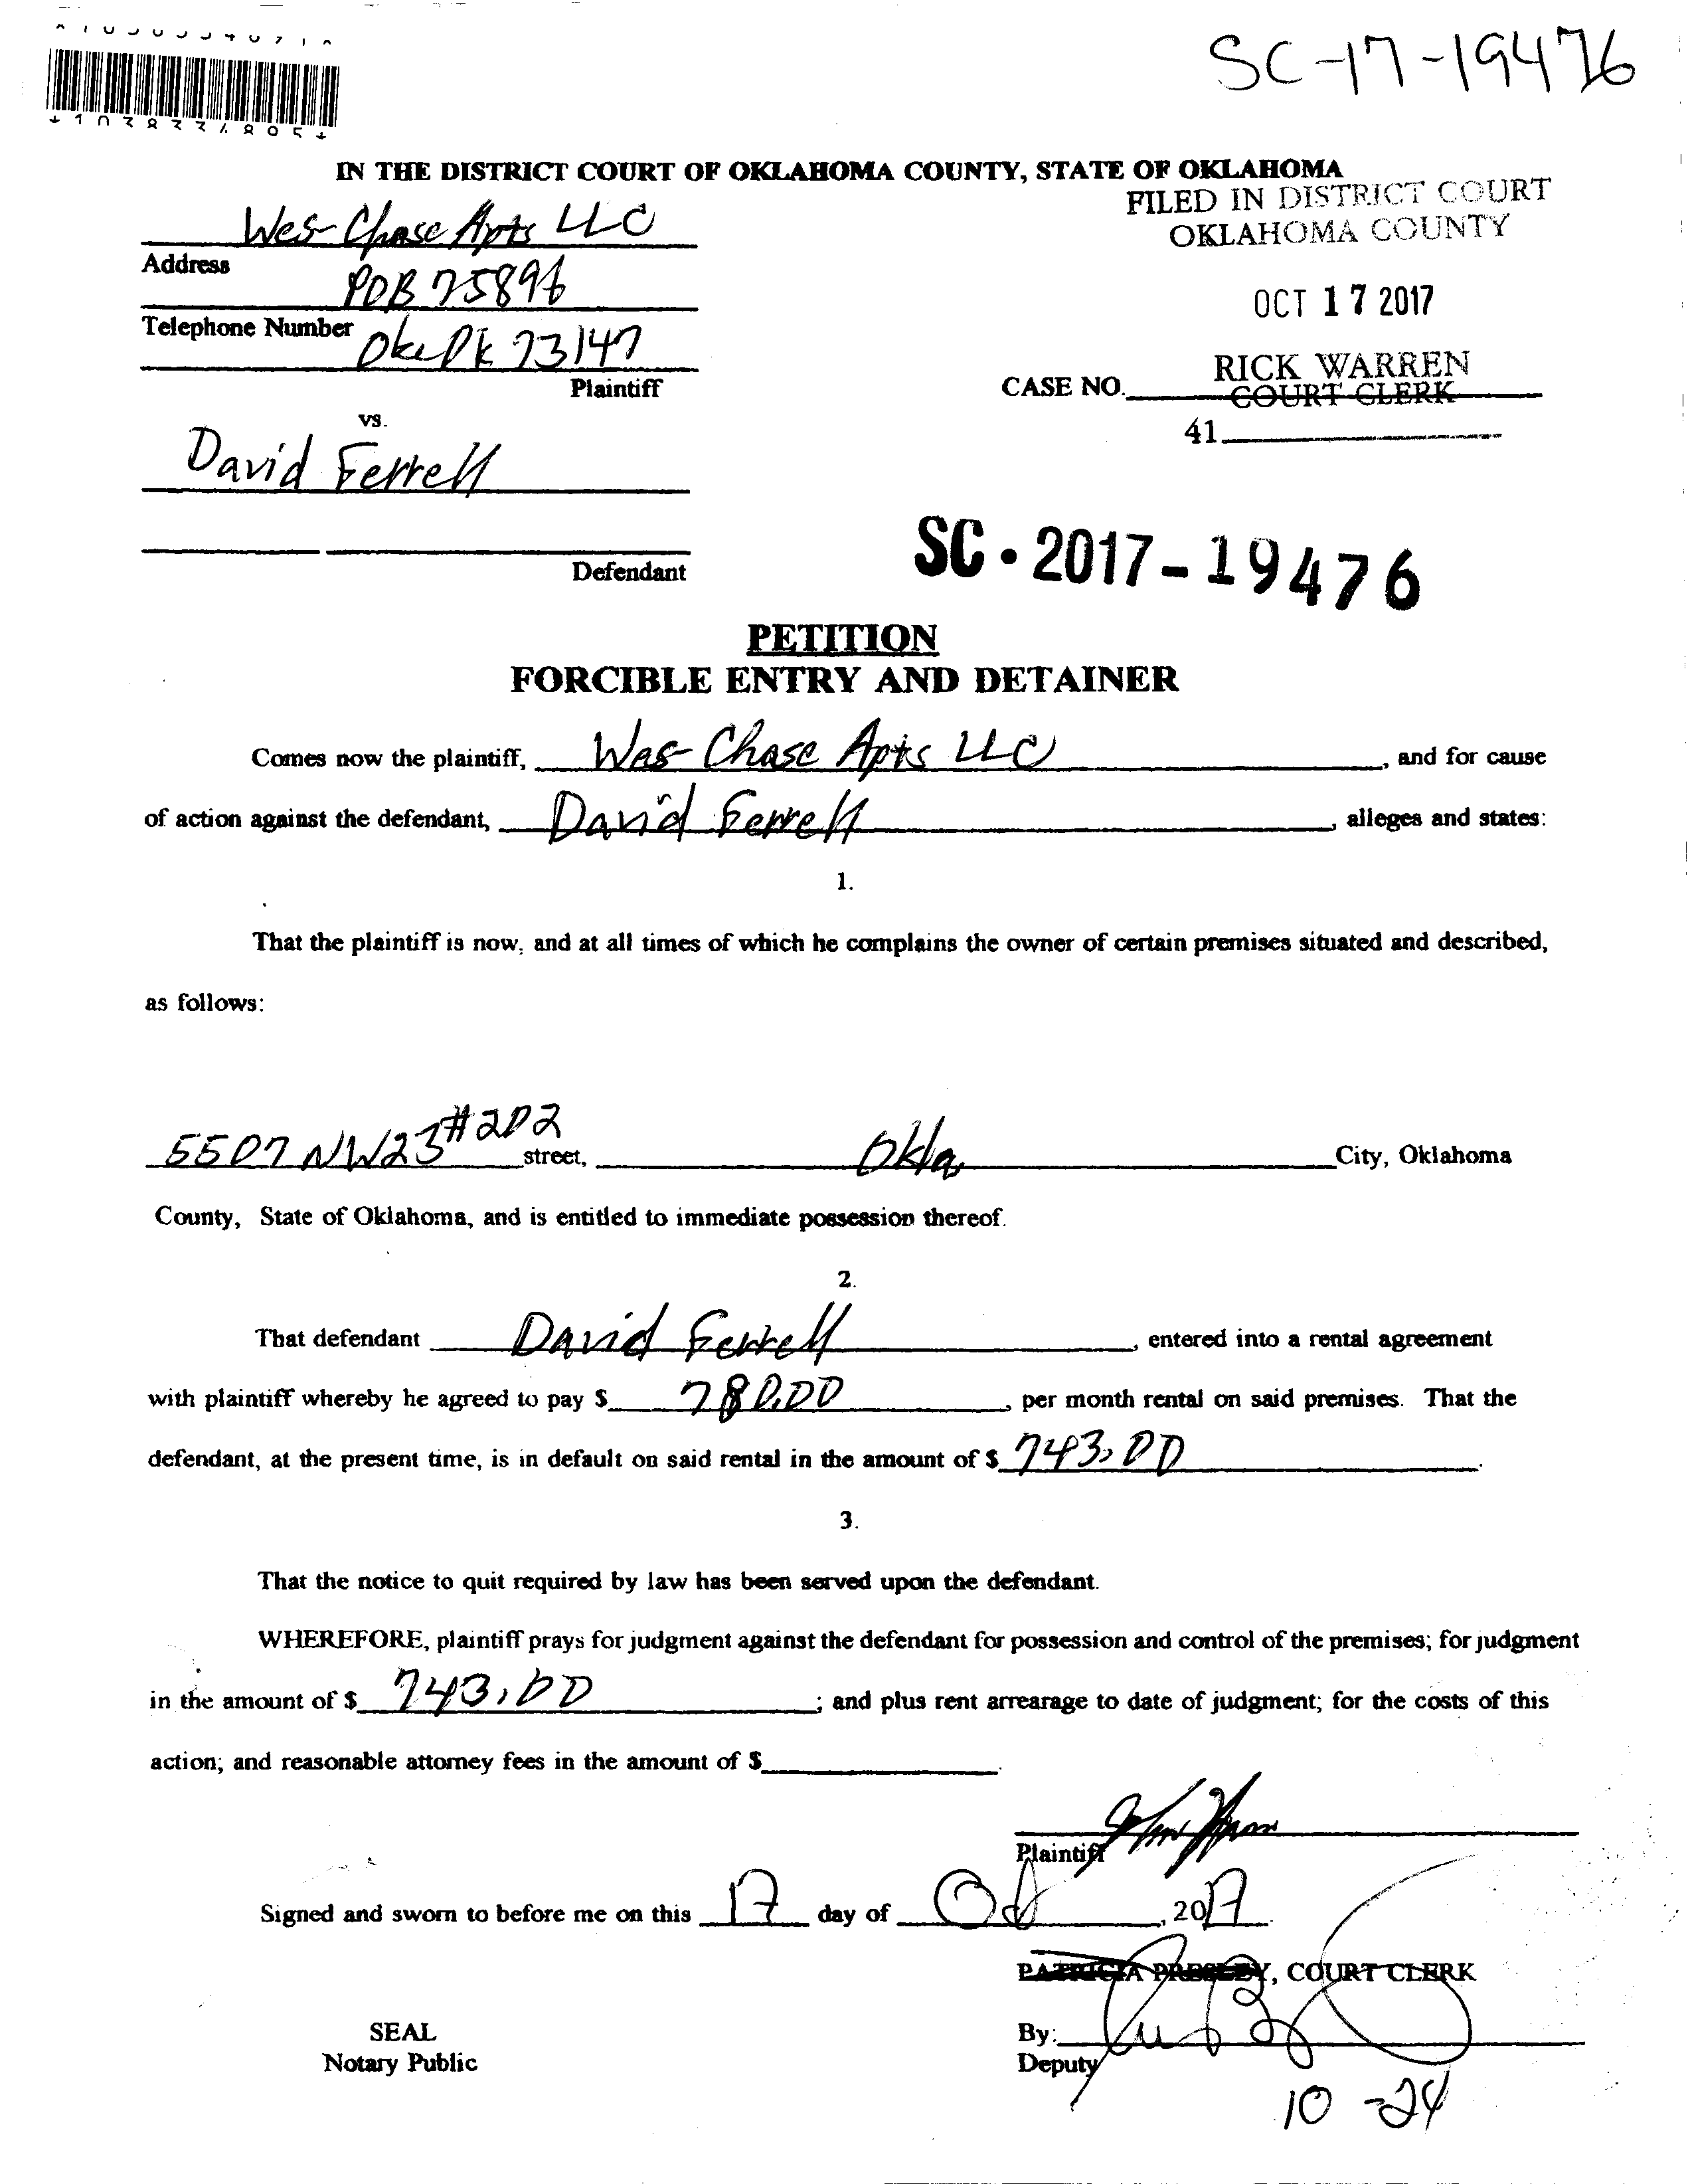 SC-17-19476
IN THE DISTRICT COURT OF OKLAHOMA COUNTY, STATE OF OKLAHOMA
FILED IN DISTRICT COURT
OKLAHOMA COUNTY
Wes-Chase Apts LLC
Address
POB 75896
OCT 17 2017
Telephone Number
Okc Ok 73147
Plaintiff
RICK WARREN
COURT CLERK
CASE NO.
41
vs.
David Ferrell
Defendant
SC-2017-19476
PETITION
FORCIBLE ENTRY AND DETAINER
Comes now the plaintiff, Wes-Chase Apts LLC, and for cause
of action against the defendant, David Ferrell, alleges and states:
1.
That the plaintiff is now, and at all times of which he complains the owner of certain premises situated and described,
as follows:
5507 NW23 #202 street, Okla City, Oklahoma
County, State of Oklahoma, and is entitled to immediate possession thereof.
2.
That defendant David Ferrell, entered into a rental agreement
with plaintiff whereby he agreed to pay $ 780.00, per month rental on said premises. That the
defendant, at the present time, is in default on said rental in the amount of $ 743.00.
3.
That the notice to quit required by law has been served upon the defendant.
WHEREFORE, plaintiff prays for judgment against the defendant for possession and control of the premises; for judgment
in the amount of $ 743.00; and plus rent arrearage to date of judgment; for the costs of this
action; and reasonable attorney fees in the amount of $
Plaintiff
Signed and sworn to before me on this 17 day of Oct, 2017.
PATRICIA PRESLEY, COURT CLERK
SEAL
Notary Public
By:
Deputy
10-24